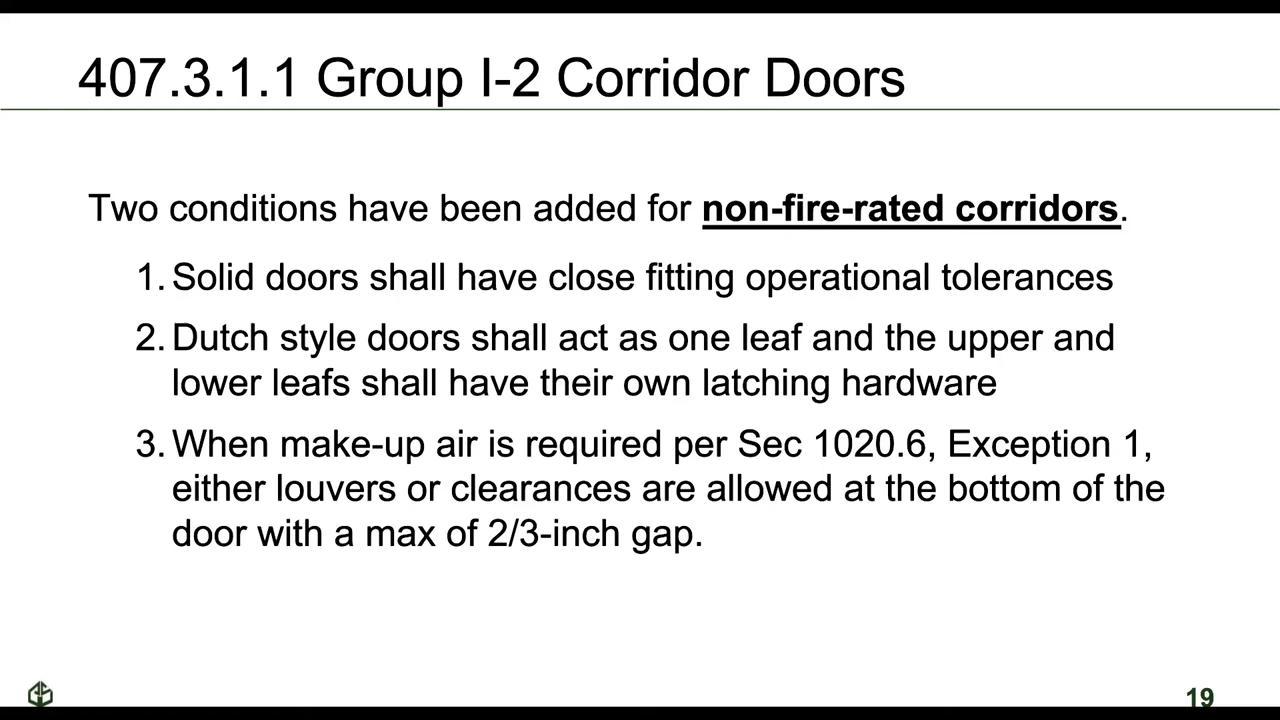 407.3.1.1 Group I-2 Corridor Doors
Two conditions have been added for non-fire-rated corridors.
1. Solid doors shall have close fitting operational tolerances
2. Dutch style doors shall act as one leaf and the upper and
lower leafs shall have their own latching hardware
3. When make-up air is required per Sec 1020.6, Exception 1,
either louvers or clearances are allowed at the bottom of the
door with a max of 2/3-inch gap.
19